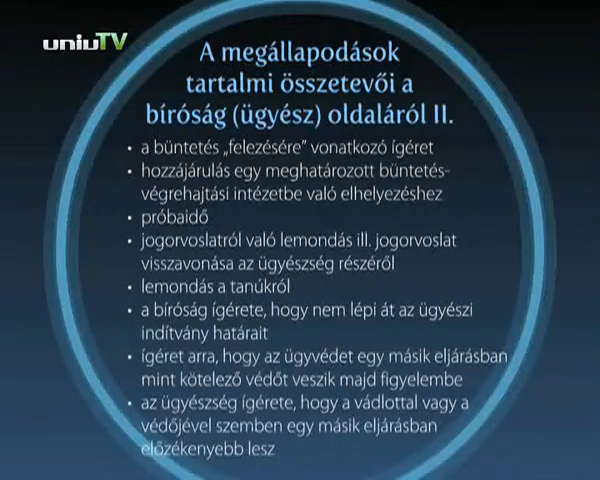 uniuTV
A megállapodások
tartalmi összetevői a
bíróság (ügyész) oldaláról II.
• a büntetés „felezésére” vonatkozó ígéret
• hozzájárulás egy meghatározott büntetés-
végrehajtási intézetbe való elhelyezéshez
• próbaidő
• jogorvoslatról való lemondás ill. jogorvoslat
visszavonása az ügyészség részéről
• lemondás a tanúkról
• a bíróság ígérete, hogy nem lépi át az ügyészi
indítvány határait
• ígéret arra, hogy az ügyvédet egy másik eljárásban
mint kötelező védőt veszik majd figyelembe
• az ügyészség ígérete, hogy a vádlottal vagy a
védőjével szemben egy másik eljárásban
előzékenyebb lesz